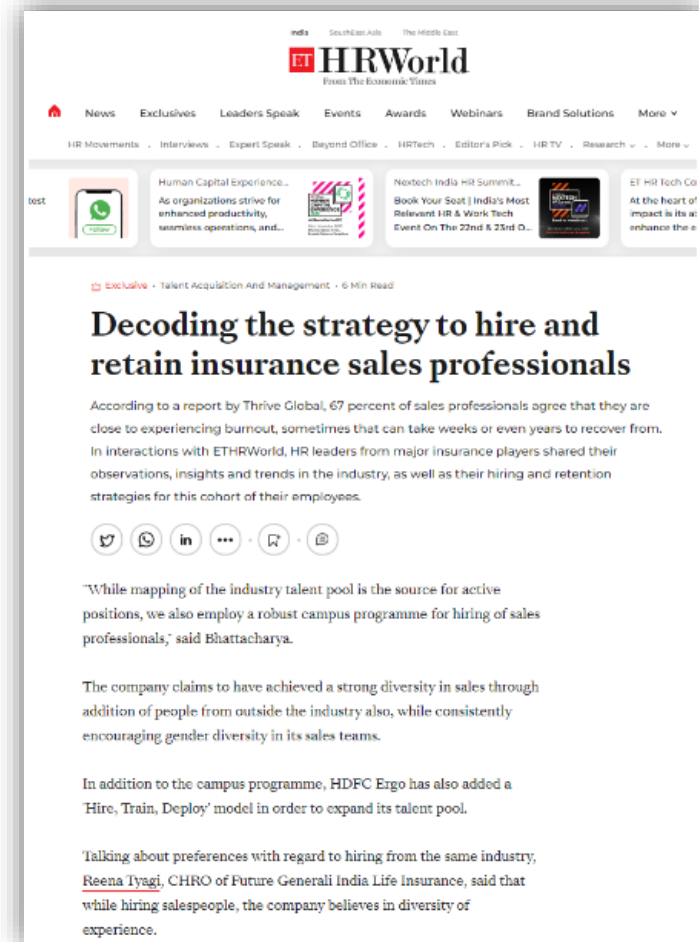 India SouthEast Asia The Middle East
ET HRWorld
From The Economic Times
News Exclusives Leaders Speak Events Awards Webinars Brand Solutions More
HR Movements Interviews Expert Speak Beyond Office HRTech Editor's Pick HR TV Research More
test
Follow
Human Capital Experience...
As organizations strive for
enhanced productivity,
seamless operations, and...
Nextech India HR Summit...
Book Your Seat | India's Most
Relevant HR & Work Tech
Event On The 22nd & 23rd O...
ET HR Tech Co
At the heart of
impact is its
enhance the e
Exclusive • Talent Acquisition And Management • 6 Min Read
Decoding the strategy to hire and
retain insurance sales professionals
According to a report by Thrive Global, 67 percent of sales professionals agree that they are
close to experiencing burnout, sometimes that can take weeks or even years to recover from.
In interactions with ETHRWorld, HR leaders from major insurance players shared their
observations, insights and trends in the industry, as well as their hiring and retention
strategies for this cohort of their employees.
in
"While mapping of the industry talent pool is the source for active
positions, we also employ a robust campus programme for hiring of sales
professionals," said Bhattacharya.
The company claims to have achieved a strong diversity in sales through
addition of people from outside the industry also, while consistently
encouraging gender diversity in its sales teams.
In addition to the campus programme, HDFC Ergo has also added a
'Hire, Train, Deploy' model in order to expand its talent pool.
Talking about preferences with regard to hiring from the same industry,
Reena Tyagi, CHRO of Future Generali India Life Insurance, said that
while hiring salespeople, the company believes in diversity of
experience.